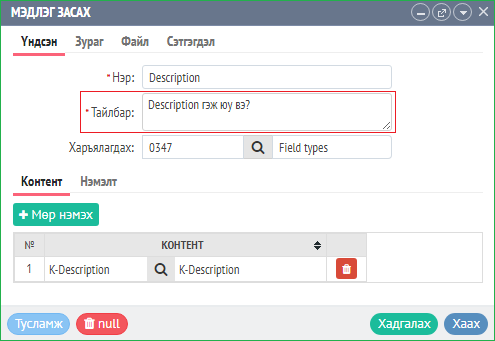 МЭДЛЭГ ЗАСАХ
Үндсэн Зураг Файл Сэтгэгдэл
* Нэр: Description
* Тайлбар: Description гэж юу вэ?
Харъялагдах: 0347 Field types
Контент Нэмэлт
+ Мөр нэмэх
№ КОНТЕНТ
1 K-Description K-Description
Тусламж null Хадгалах Хаах